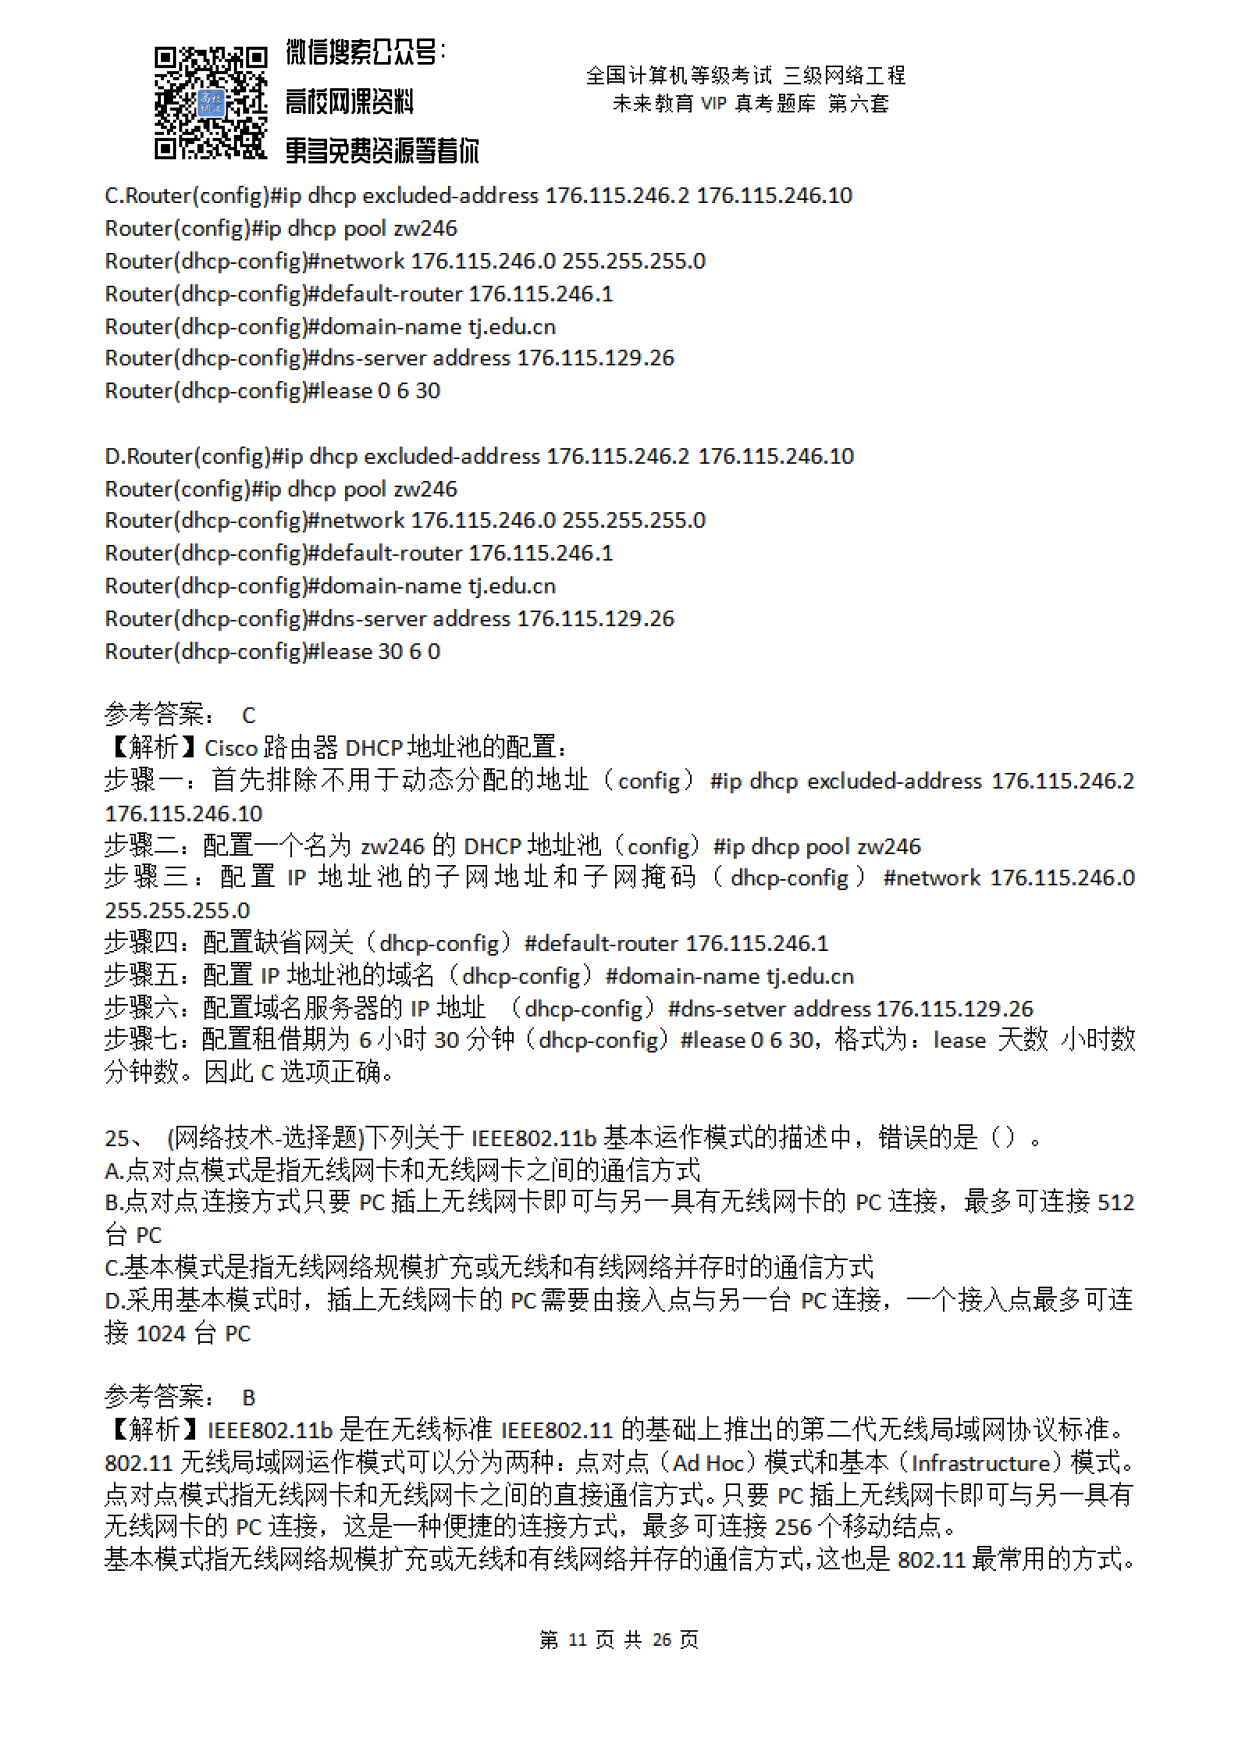 微信搜索公众号：
高校网课资料
更多免费资源等着你
全国计算机等级考试 三级网络工程
未来教育 VIP 真考题库 第六套
C.Router(config)#ip dhcp excluded-address 176.115.246.2 176.115.246.10
Router(config)#ip dhcp pool zw246
Router(dhcp-config)#network 176.115.246.0 255.255.255.0
Router(dhcp-config)#default-router 176.115.246.1
Router(dhcp-config)#domain-name tj.edu.cn
Router(dhcp-config)#dns-server address 176.115.129.26
Router(dhcp-config)#lease 0 6 30
D.Router(config)#ip dhcp excluded-address 176.115.246.2 176.115.246.10
Router(config)#ip dhcp pool zw246
Router(dhcp-config)#network 176.115.246.0 255.255.255.0
Router(dhcp-config)#default-router 176.115.246.1
Router(dhcp-config)#domain-name tj.edu.cn
Router(dhcp-config)#dns-server address 176.115.129.26
Router(dhcp-config)#lease 30 6 0
参考答案： C
【解析】Cisco 路由器 DHCP 地址池的配置：
步骤一：首先排除不用于动态分配的地址（config）#ip dhcp excluded-address 176.115.246.2
176.115.246.10
步骤二：配置一个名为 zw246 的 DHCP 地址池（config）#ip dhcp pool zw246
步骤三：配置 IP 地址池的子网地址和子网掩码（dhcp-config）#network 176.115.246.0
255.255.255.0
步骤四：配置缺省网关（dhcp-config）#default-router 176.115.246.1
步骤五：配置 IP 地址池的域名（dhcp-config）#domain-name tj.edu.cn
步骤六：配置域名服务器的 IP 地址 （dhcp-config）#dns-setver address 176.115.129.26
步骤七：配置租借期为 6 小时 30 分钟（dhcp-config）#lease 0 6 30，格式为：lease 天数 小时数
分钟数。因此 C 选项正确。
25、 (网络技术-选择题)下列关于 IEEE802.11b 基本运作模式的描述中，错误的是（）。
A.点对点模式是指无线网卡和无线网卡之间的通信方式
B.点对点连接方式只要 PC 插上无线网卡即可与另一具有无线网卡的 PC 连接，最多可连接 512
台 PC
C.基本模式是指无线网络规模扩充或无线和有线网络并存时的通信方式
D.采用基本模式时，插上无线网卡的 PC 需要由接入点与另一台 PC 连接，一个接入点最多可连
接 1024 台 PC
参考答案： B
【解析】IEEE802.11b 是在无线标准 IEEE802.11 的基础上推出的第二代无线局域网协议标准。
802.11 无线局域网运作模式可以分为两种：点对点（Ad Hoc）模式和基本（Infrastructure）模式。
点对点模式指无线网卡和无线网卡之间的直接通信方式。只要 PC 插上无线网卡即可与另一具有
无线网卡的 PC 连接，这是一种便捷的连接方式，最多可连接 256 个移动结点。
基本模式指无线网络规模扩充或无线和有线网络并存的通信方式，这也是 802.11 最常用的方式。
第 11 页 共 26 页